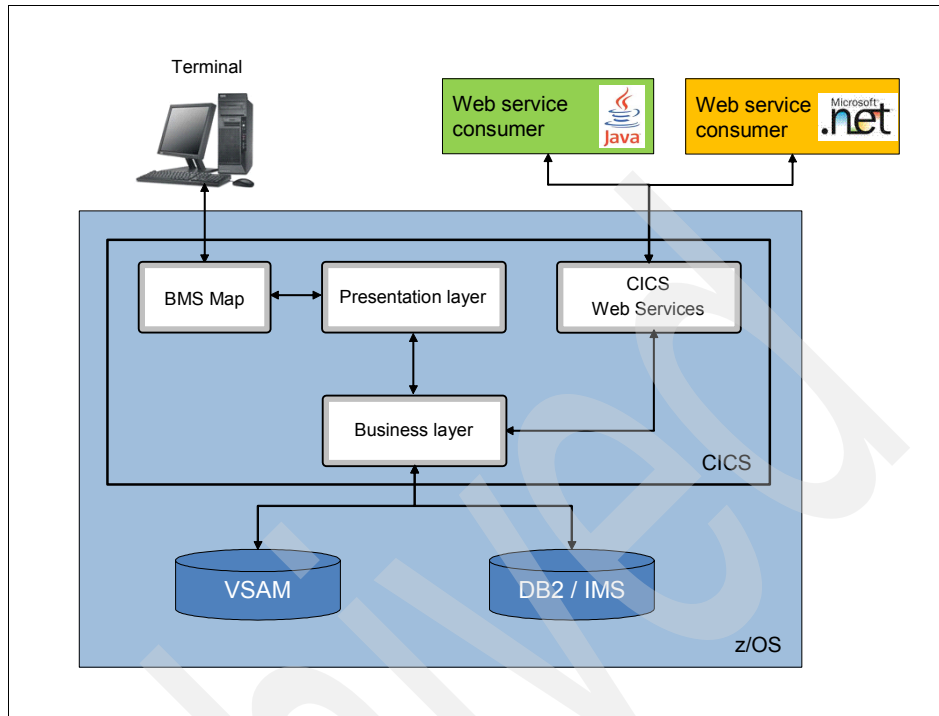 Terminal
Web service
consumer
Java
Web service
consumer
Microsoft
.net
BMS Map
Presentation layer
CICS
Web Services
Business layer
CICS
VSAM
DB2 / IMS
z/OS